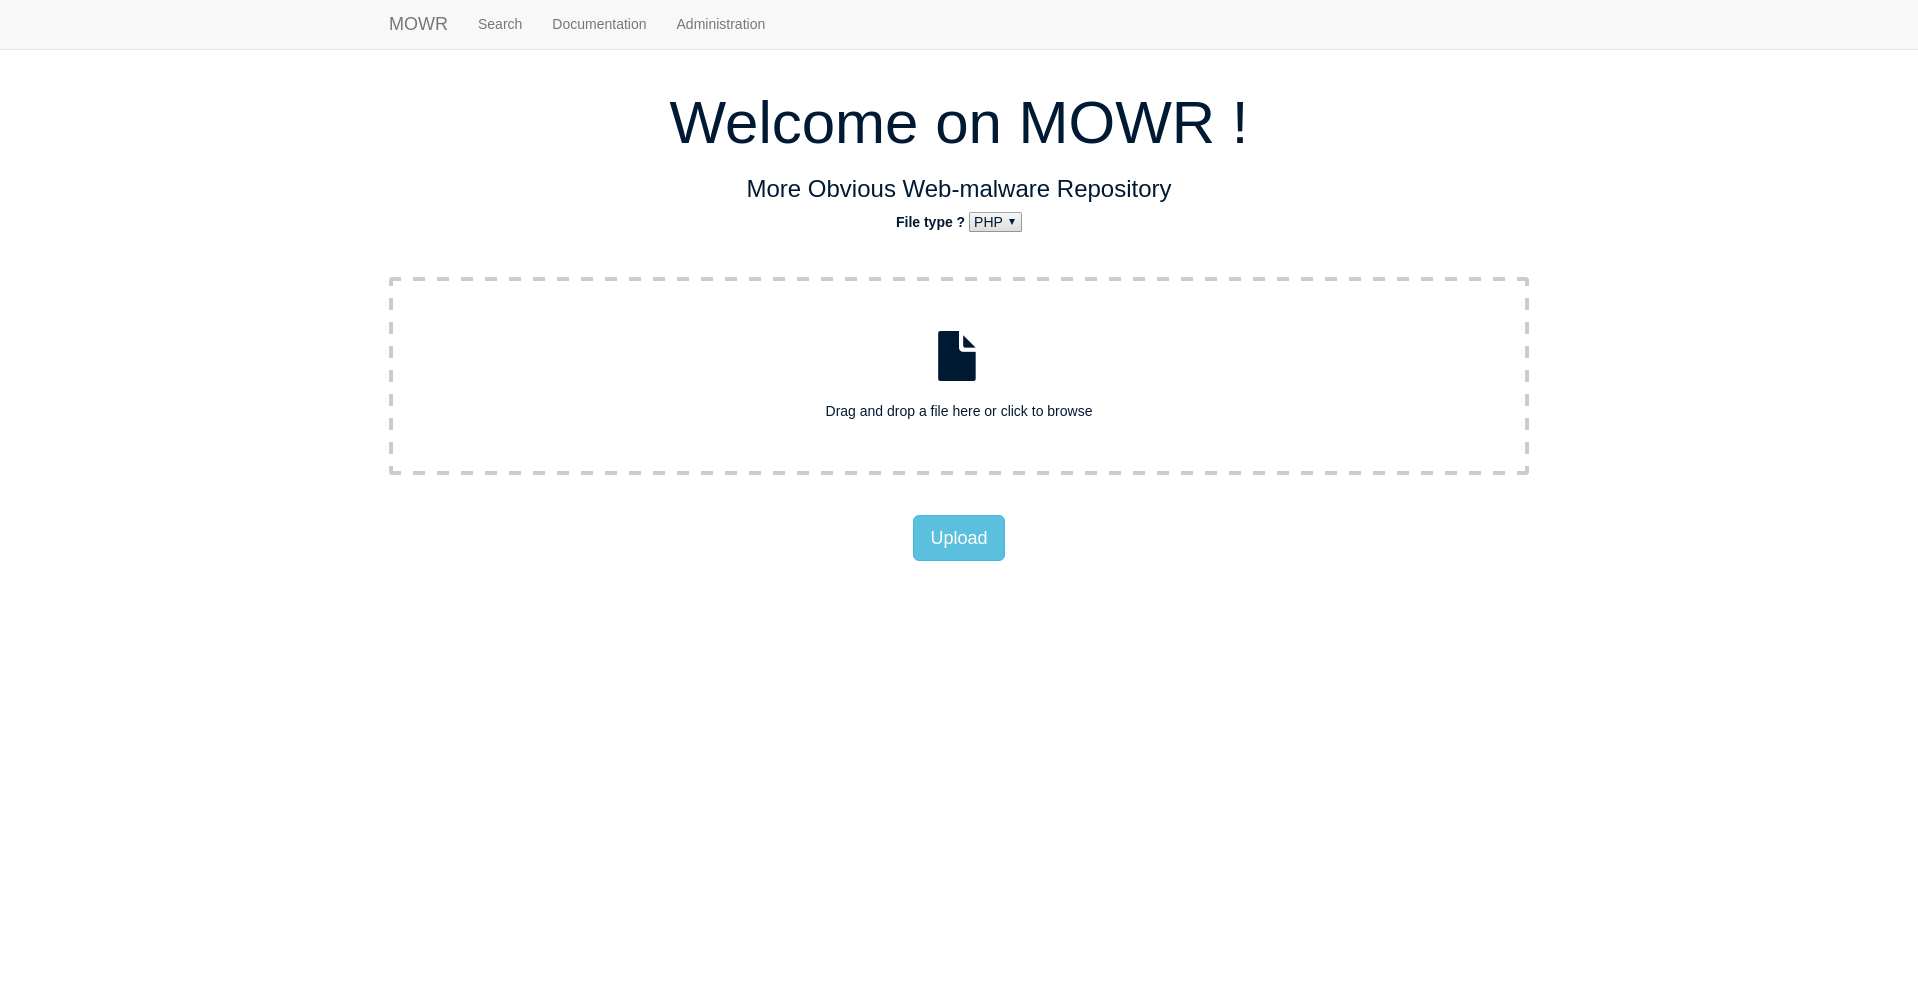 MOWR Search Documentation Administration
Welcome on MOWR !
More Obvious Web-malware Repository
File type ? PHP
Drag and drop a file here or click to browse
Upload